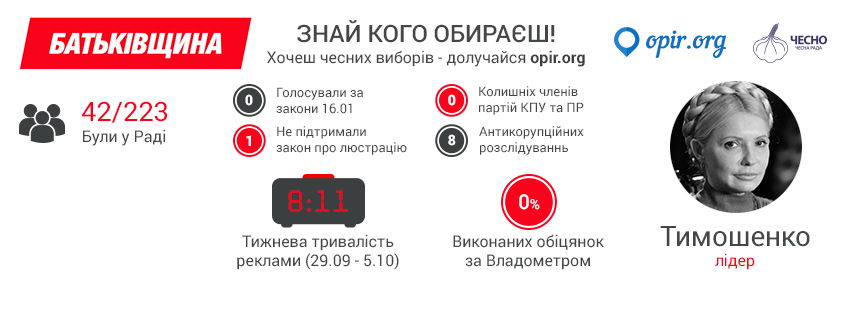 БАТЬКІВЩИНА
ЗНАЙ КОГО ОБИРАЄШ!
Хочеш чесних виборів - долучайся opir.org
opir.org
ЧЕСНО
ЧЕСНА РАДА
42/223
Були у Раді
0
Голосували за
закони 16.01
0
Колишніх членів
партій КПУ та ПР
1
Не підтримали
закон про люстрацію
8
Антикорупційних
розслідуваннь
8:11
Тижнева тривалість
реклами (29.09 - 5.10)
0%
Виконаних обіцянок
за Владометром
Тимошенко
лідер